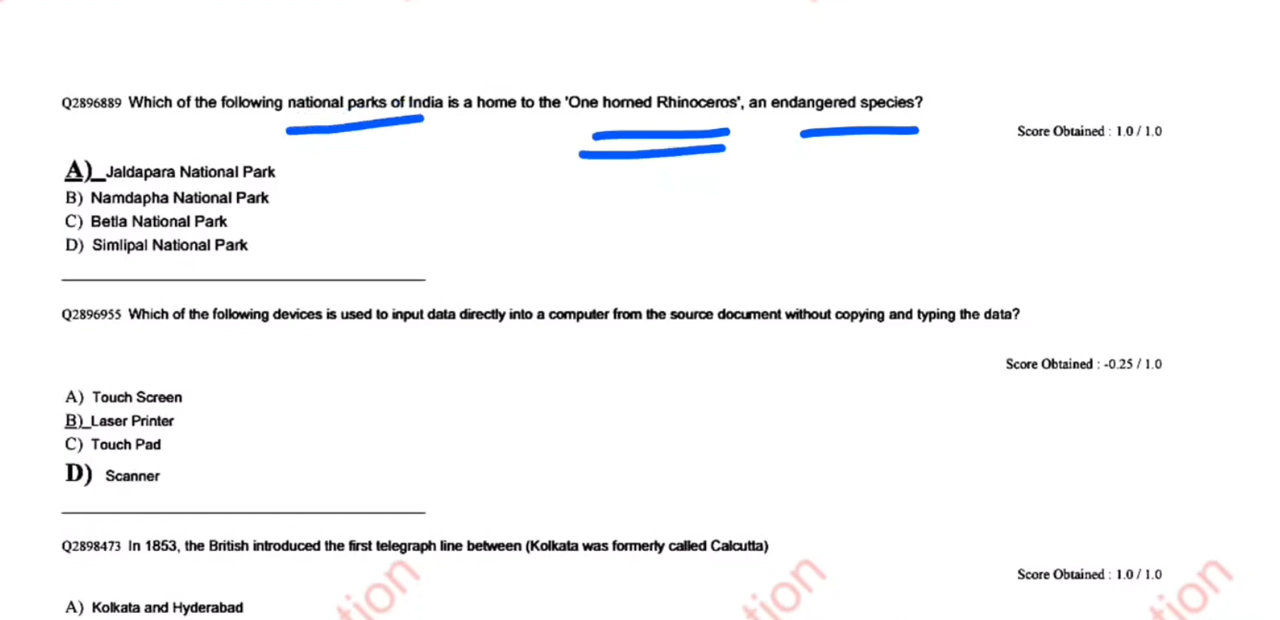 Q2896889 Which of the following national parks of India is a home to the 'One horned Rhinoceros', an endangered species?
Score Obtained : 1.0 / 1.0
A) Jaldapara National Park
B) Namdapha National Park
C) Betla National Park
D) Simlipal National Park
Q2896955 Which of the following devices is used to input data directly into a computer from the source document without copying and typing the data?
Score Obtained : -0.25 / 1.0
A) Touch Screen
B) Laser Printer
C) Touch Pad
D) Scanner
Q2898473 In 1853, the British introduced the first telegraph line between (Kolkata was formerly called Calcutta)
Score Obtained : 1.0 / 1.0
A) Kolkata and Hyderabad
tion tion tion